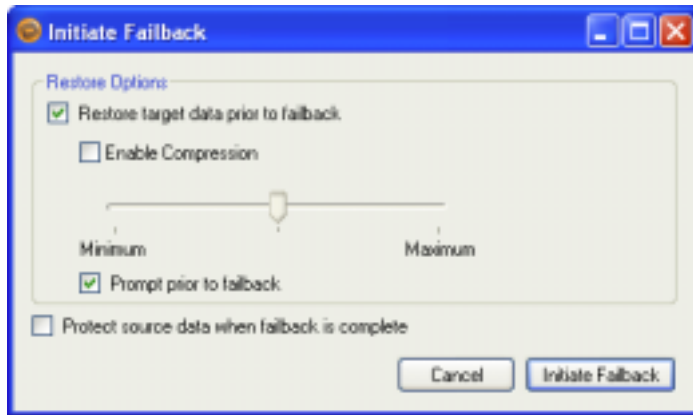 Initiate Failback
Restore Options
Restore target data prior to failback
Enable Compression
Minimum Maximum
Prompt prior to failback
Protect source data when failback is complete
Cancel Initiate Failback